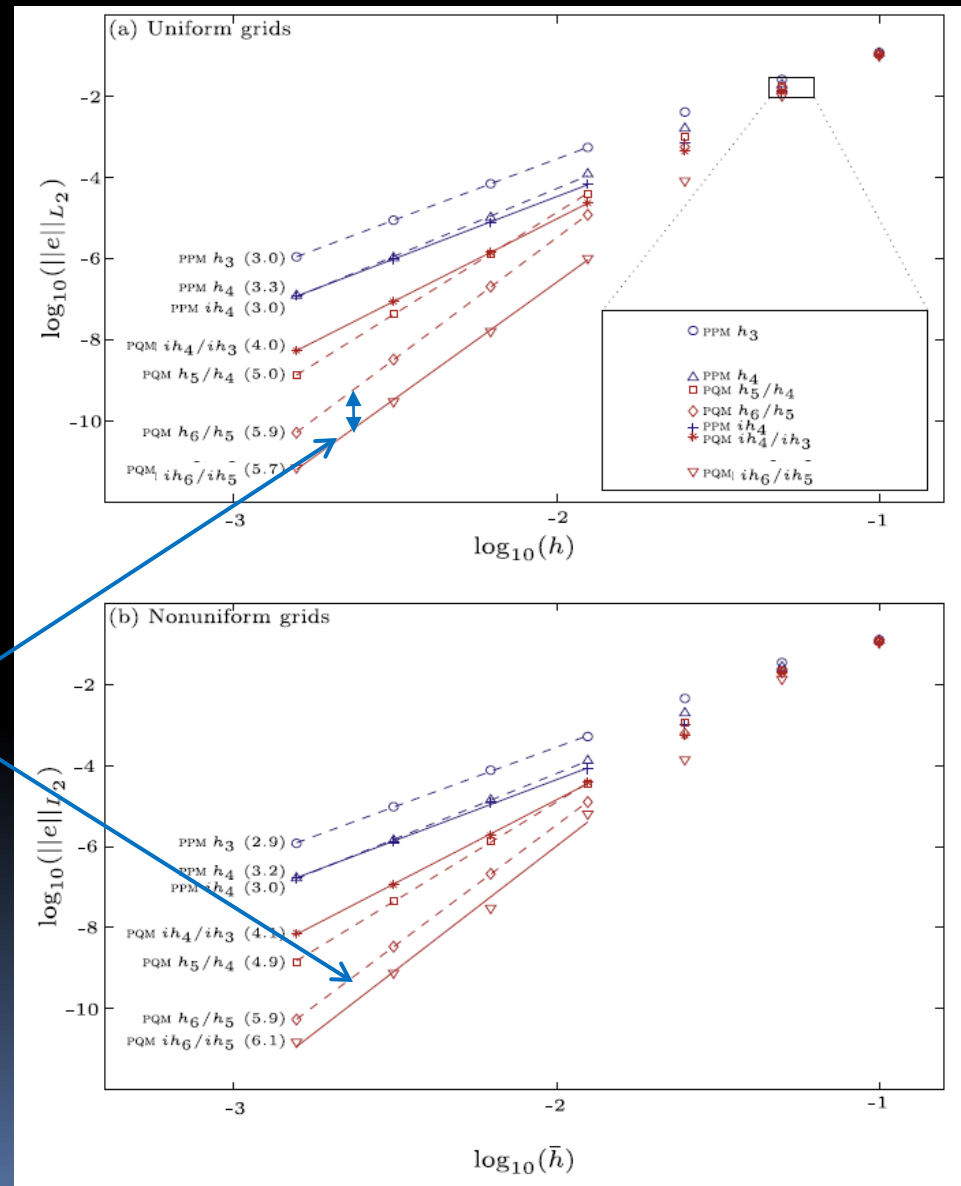 (a) Uniform grids
log₁₀(||e||L₂)
-2
-4
-6
-8
-10
PPM h₃ (3.0)
PPM h₄ (3.3)
PPM ih₄ (3.0)
PQM ih₄/ih₃ (4.0)
PQM h₅/h₄ (5.0)
PQM h₆/h₅ (5.9)
PQM ih₆/ih₅ (5.7)
PPM h₃
PPM h₄
PQM h₅/h₄
PQM h₆/h₅
PPM ih₄
PQM ih₄/ih₃
PQM ih₆/ih₅
-3
-2
-1
log₁₀(h)
(b) Nonuniform grids
log₁₀(||e||L₂)
-2
-4
-6
-8
-10
PPM h₃ (2.9)
PPM h₄ (3.2)
PPM ih₄ (3.0)
PQM ih₄/ih₃ (4.1)
PQM h₅/h₄ (4.9)
PQM h₆/h₅ (5.9)
PQM ih₆/ih₅ (6.1)
-3
-2
-1
log₁₀(h̄)